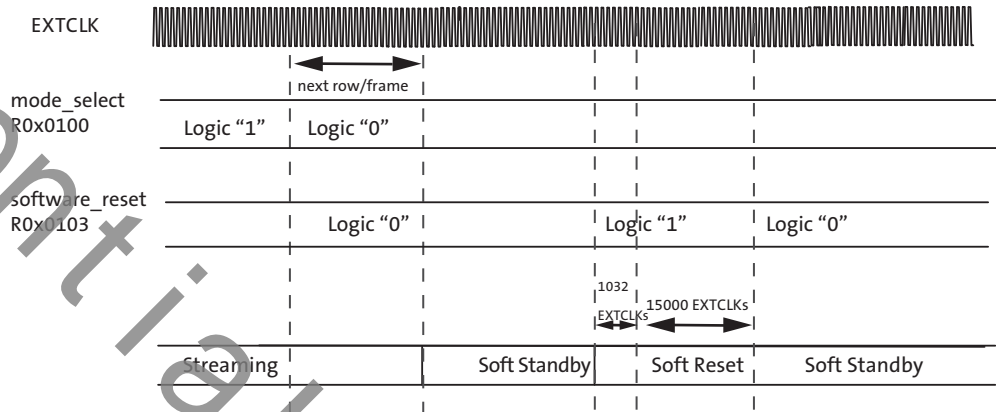 EXTCLK
next row/frame
mode_select
R0x0100
Logic “1”
Logic “0”
software_reset
R0x0103
Logic “0”
Logic “1”
Logic “0”
1032
EXTCLKs
15000 EXTCLKs
Streaming
Soft Standby
Soft Reset
Soft Standby